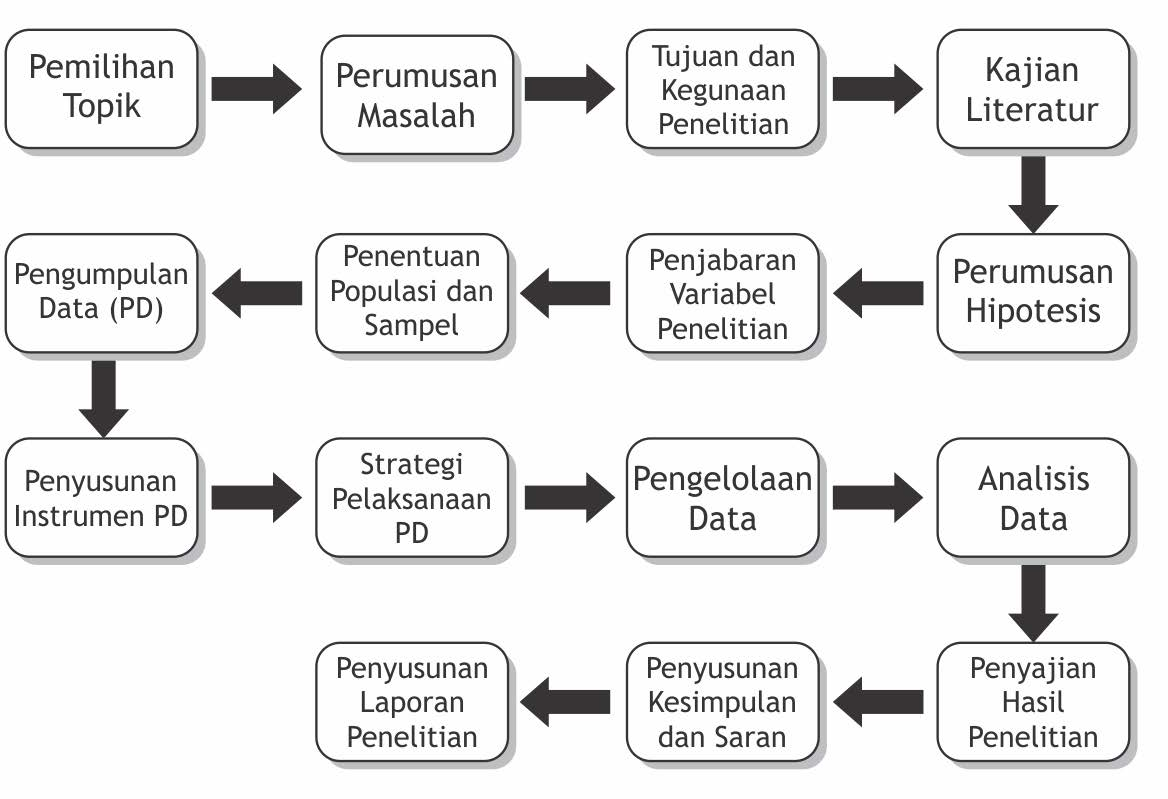 Pemilihan
Topik
Perumusan
Masalah
Tujuan dan
Kegunaan
Penelitian
Kajian
Literatur
Perumusan
Hipotesis
Penjabaran
Variabel
Penelitian
Penentuan
Populasi dan
Sampel
Pengumpulan
Data (PD)
Penyusunan
Instrumen PD
Strategi
Pelaksanaan
PD
Pengelolaan
Data
Analisis
Data
Penyajian
Hasil
Penelitian
Penyusunan
Kesimpulan
dan Saran
Penyusunan
Laporan
Penelitian